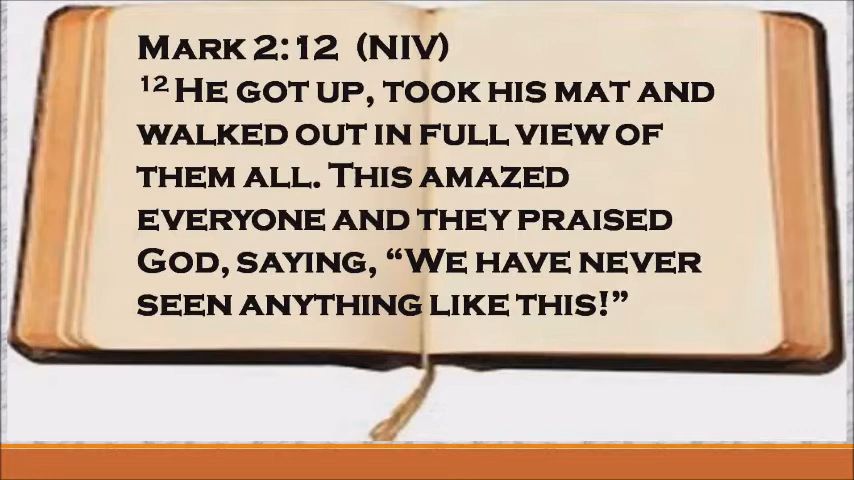 Mark 2:12 (NIV)
12 He got up, took his mat and
walked out in full view of
them all. This amazed
everyone and they praised
God, saying, “We have never
seen anything like this!”